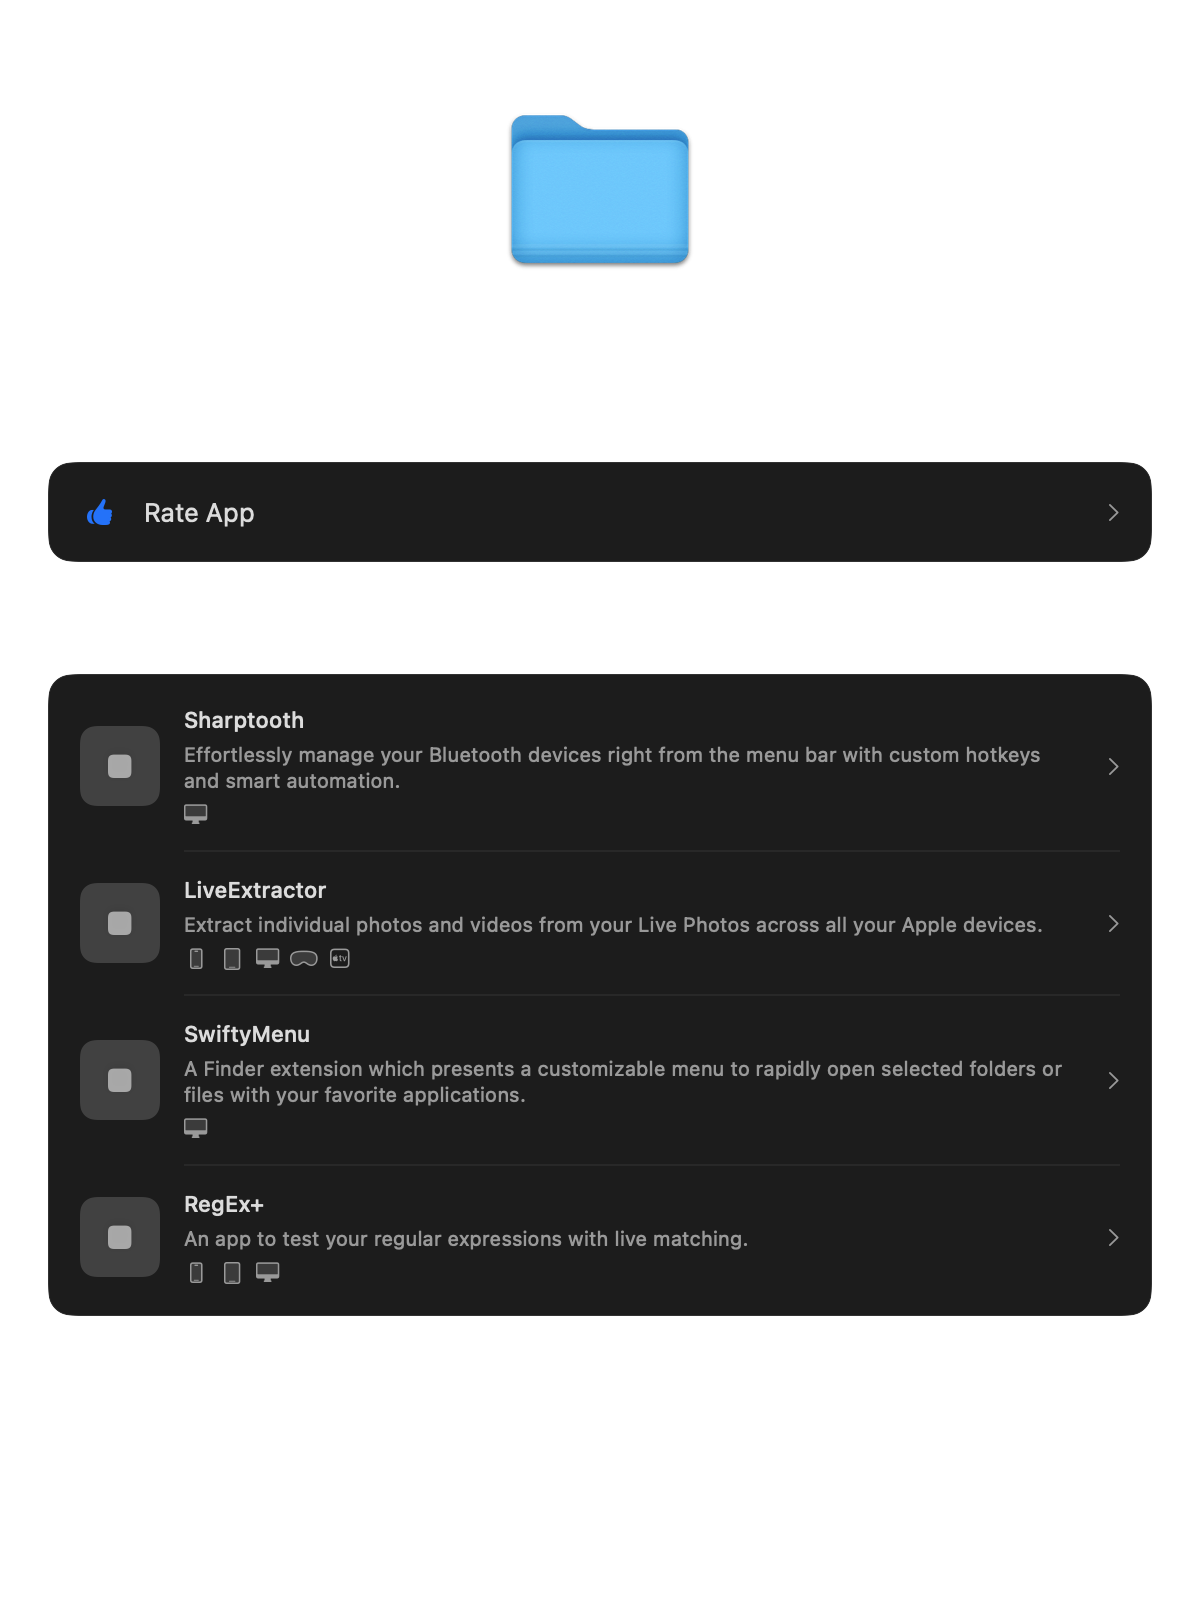 Rate App
Sharptooth
Effortlessly manage your Bluetooth devices right from the menu bar with custom hotkeys
and smart automation.
LiveExtractor
Extract individual photos and videos from your Live Photos across all your Apple devices.
tv
SwiftyMenu
A Finder extension which presents a customizable menu to rapidly open selected folders or
files with your favorite applications.
RegEx+
An app to test your regular expressions with live matching.